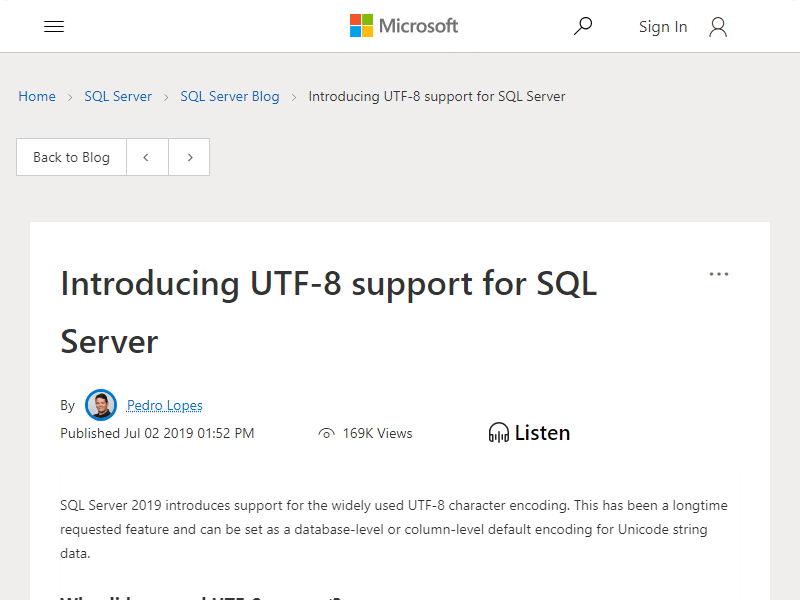 Microsoft
Sign In
Home > SQL Server > SQL Server Blog > Introducing UTF-8 support for SQL Server
Back to Blog
Introducing UTF-8 support for SQL
Server
By Pedro Lopes
Published Jul 02 2019 01:52 PM 169K Views Listen
SQL Server 2019 introduces support for the widely used UTF-8 character encoding. This has been a longtime
requested feature and can be set as a database-level or column-level default encoding for Unicode string
data.